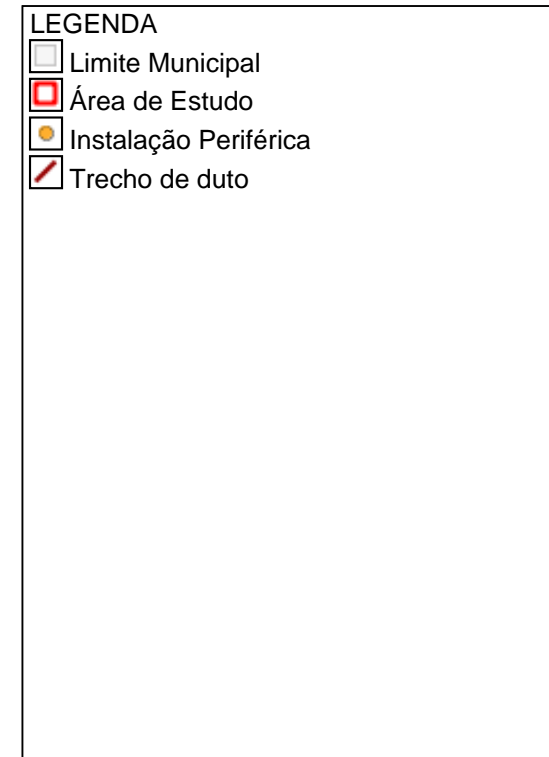 LEGENDA
Limite Municipal
Área de Estudo
Instalação Periférica
Trecho de duto